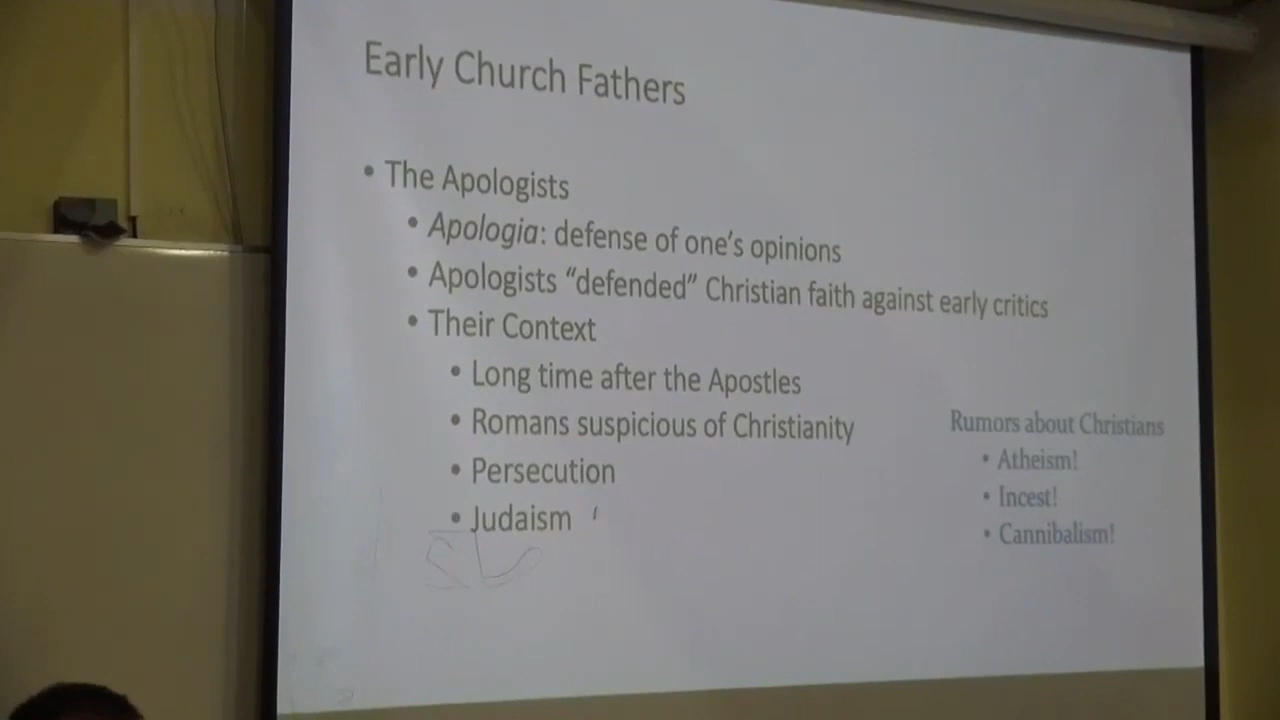 Early Church Fathers
• The Apologists
• Apologia: defense of one's opinions
• Apologists “defended” Christian faith against early critics
• Their Context
• Long time after the Apostles
• Romans suspicious of Christianity
• Persecution
• Judaism
Rumors about Christians
• Atheism!
• Incest!
• Cannibalism!